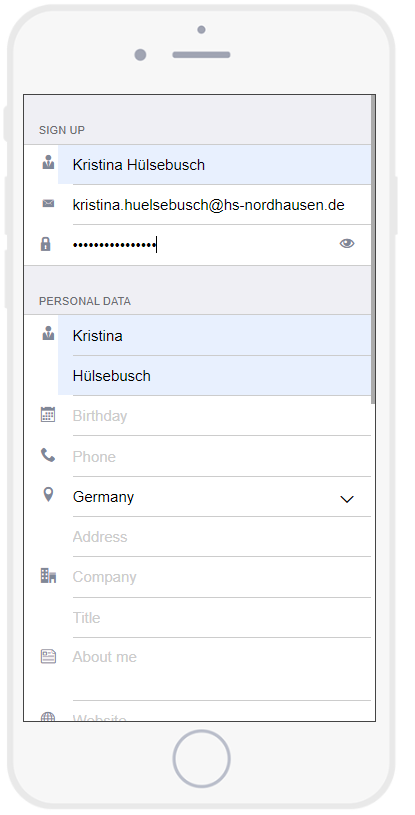 SIGN UP
Kristina Hülsebusch
kristina.huelsebusch@hs-nordhausen.de
••••••••••••••••
PERSONAL DATA
Kristina
Hülsebusch
Birthday
Phone
Germany
Address
Company
Title
About me
Website